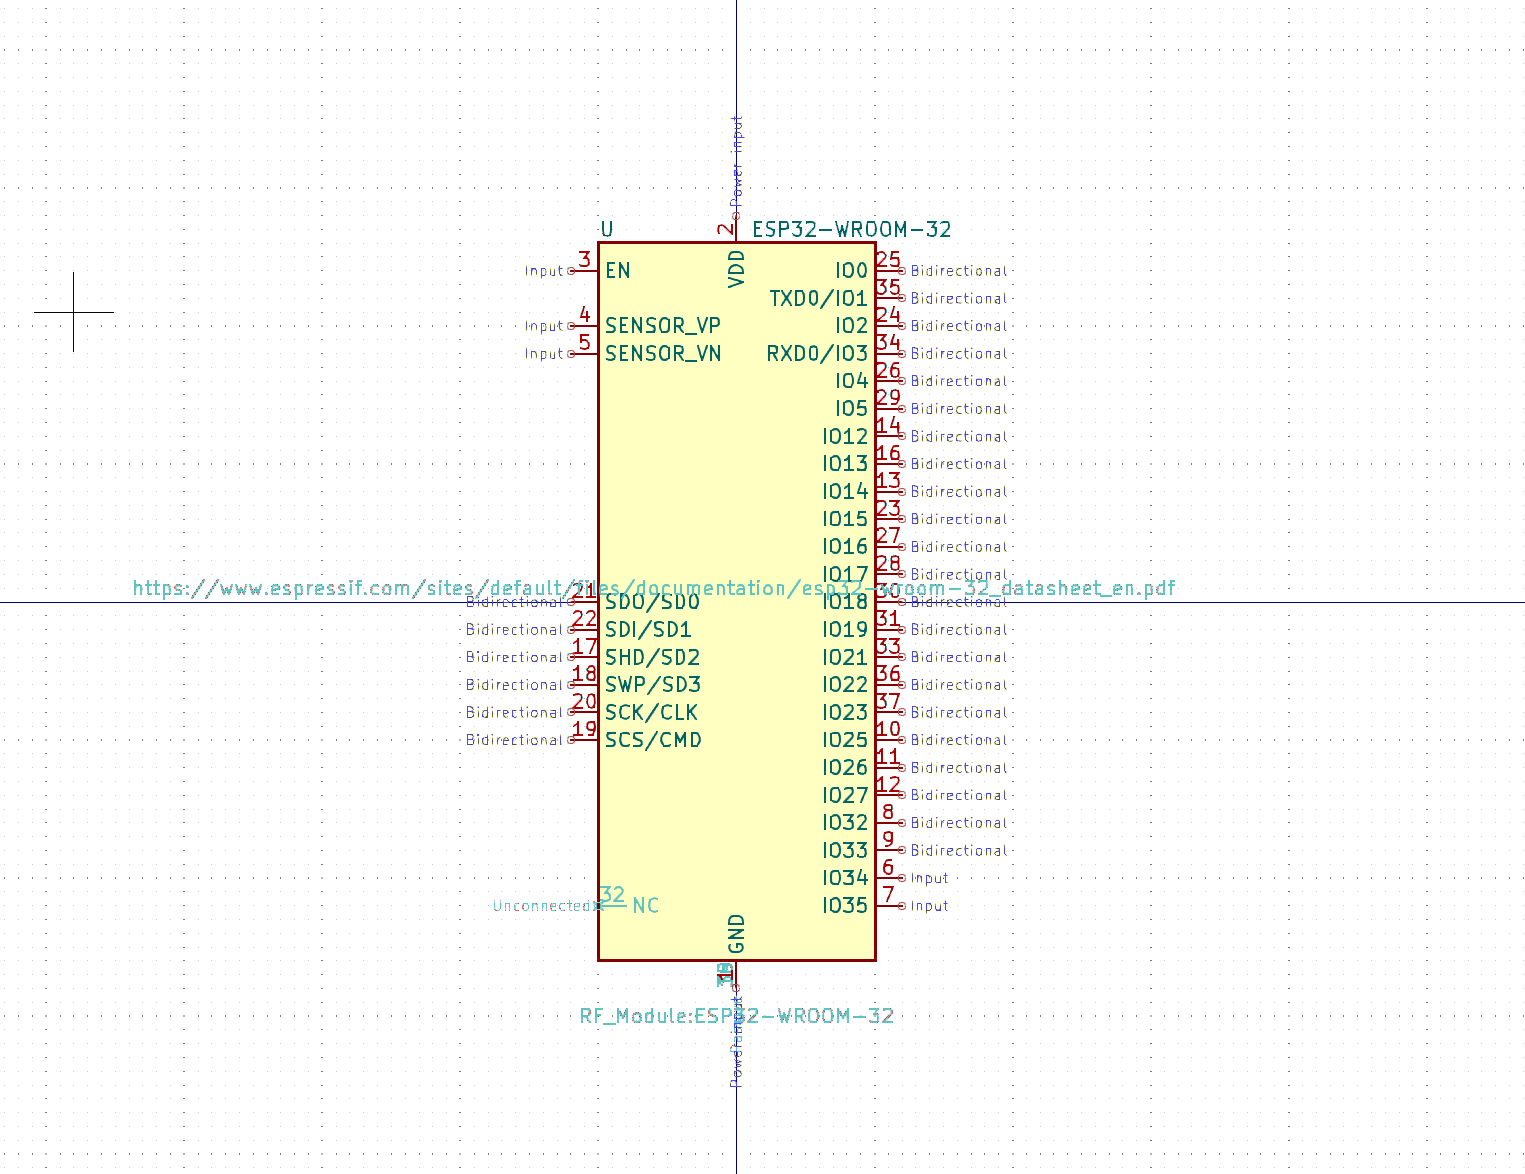 Power input
U 2 ESP32-WROOM-32
Input 3 EN VDD IO0 25 Bidirectional
TXD0/IO1 35 Bidirectional
Input 4 SENSOR_VP IO2 24 Bidirectional
Input 5 SENSOR_VN RXD0/IO3 34 Bidirectional
IO4 26 Bidirectional
IO5 29 Bidirectional
IO12 14 Bidirectional
IO13 16 Bidirectional
IO14 13 Bidirectional
IO15 23 Bidirectional
IO16 27 Bidirectional
IO17 28 Bidirectional
https://www.espressif.com/sites/default/files/documentation/esp32-wroom-32_datasheet_en.pdf
Bidirectional 21 SDO/SD0 IO18 30 Bidirectional
Bidirectional 22 SDI/SD1 IO19 31 Bidirectional
Bidirectional 17 SHD/SD2 IO21 33 Bidirectional
Bidirectional 18 SWP/SD3 IO22 36 Bidirectional
Bidirectional 20 SCK/CLK IO23 37 Bidirectional
Bidirectional 19 SCS/CMD IO25 10 Bidirectional
IO26 11 Bidirectional
IO27 12 Bidirectional
IO32 8 Bidirectional
IO33 9 Bidirectional
IO34 6 Input
Unconnected 32 NC IO35 7 Input
GND
RF_Module:ESP32-WROOM-32